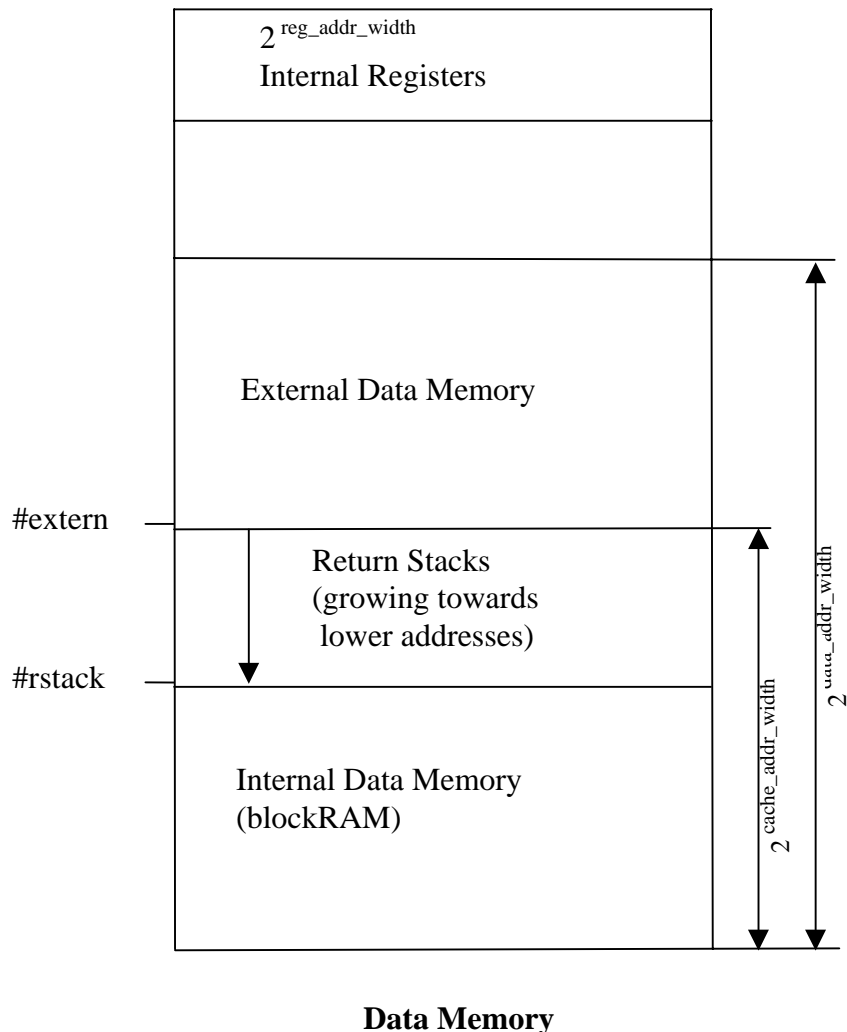 2^reg_addr_width
Internal Registers
External Data Memory
#extern
Return Stacks
(growing towards
lower addresses)
#rstack
Internal Data Memory
(blockRAM)
2^cache_addr_width
2^data_addr_width
Data Memory